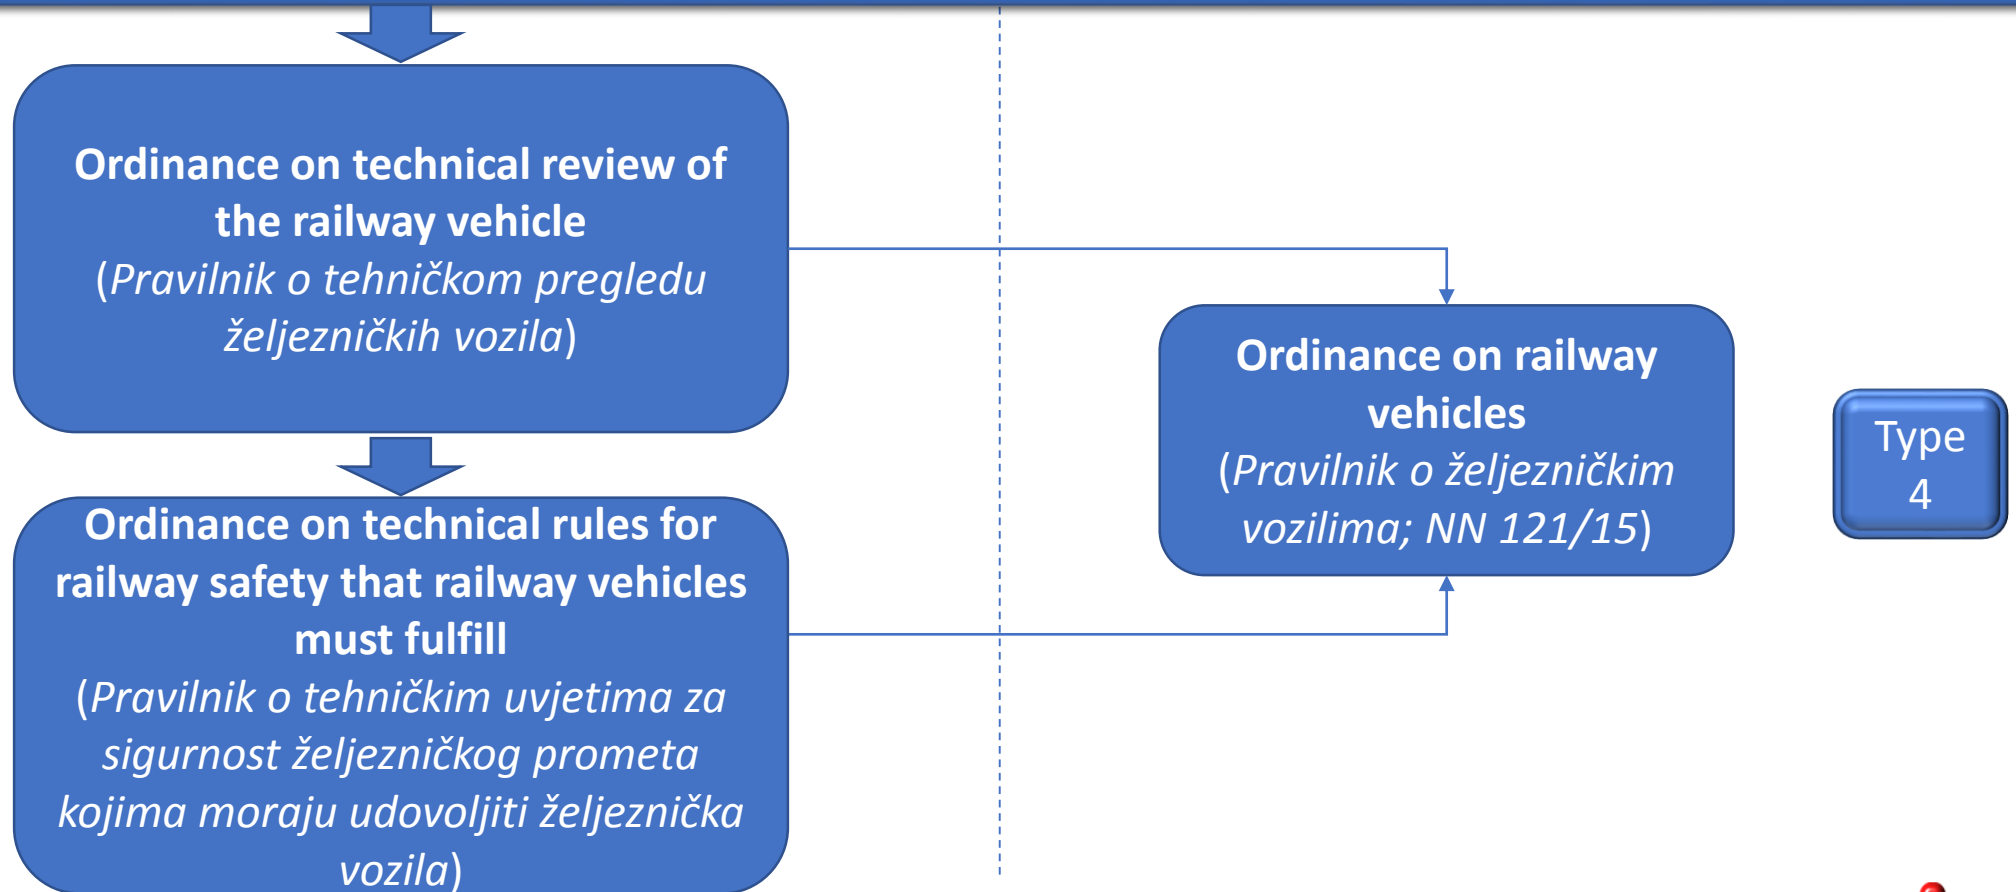 Ordinance on technical review of
the railway vehicle
(Pravilnik o tehničkom pregledu
željezničkih vozila)
Ordinance on technical rules for
railway safety that railway vehicles
must fulfill
(Pravilnik o tehničkim uvjetima za
sigurnost željezničkog prometa
kojima moraju udovoljiti željeznička
vozila)
Ordinance on railway
vehicles
(Pravilnik o željezničkim
vozilima; NN 121/15)
Type
4